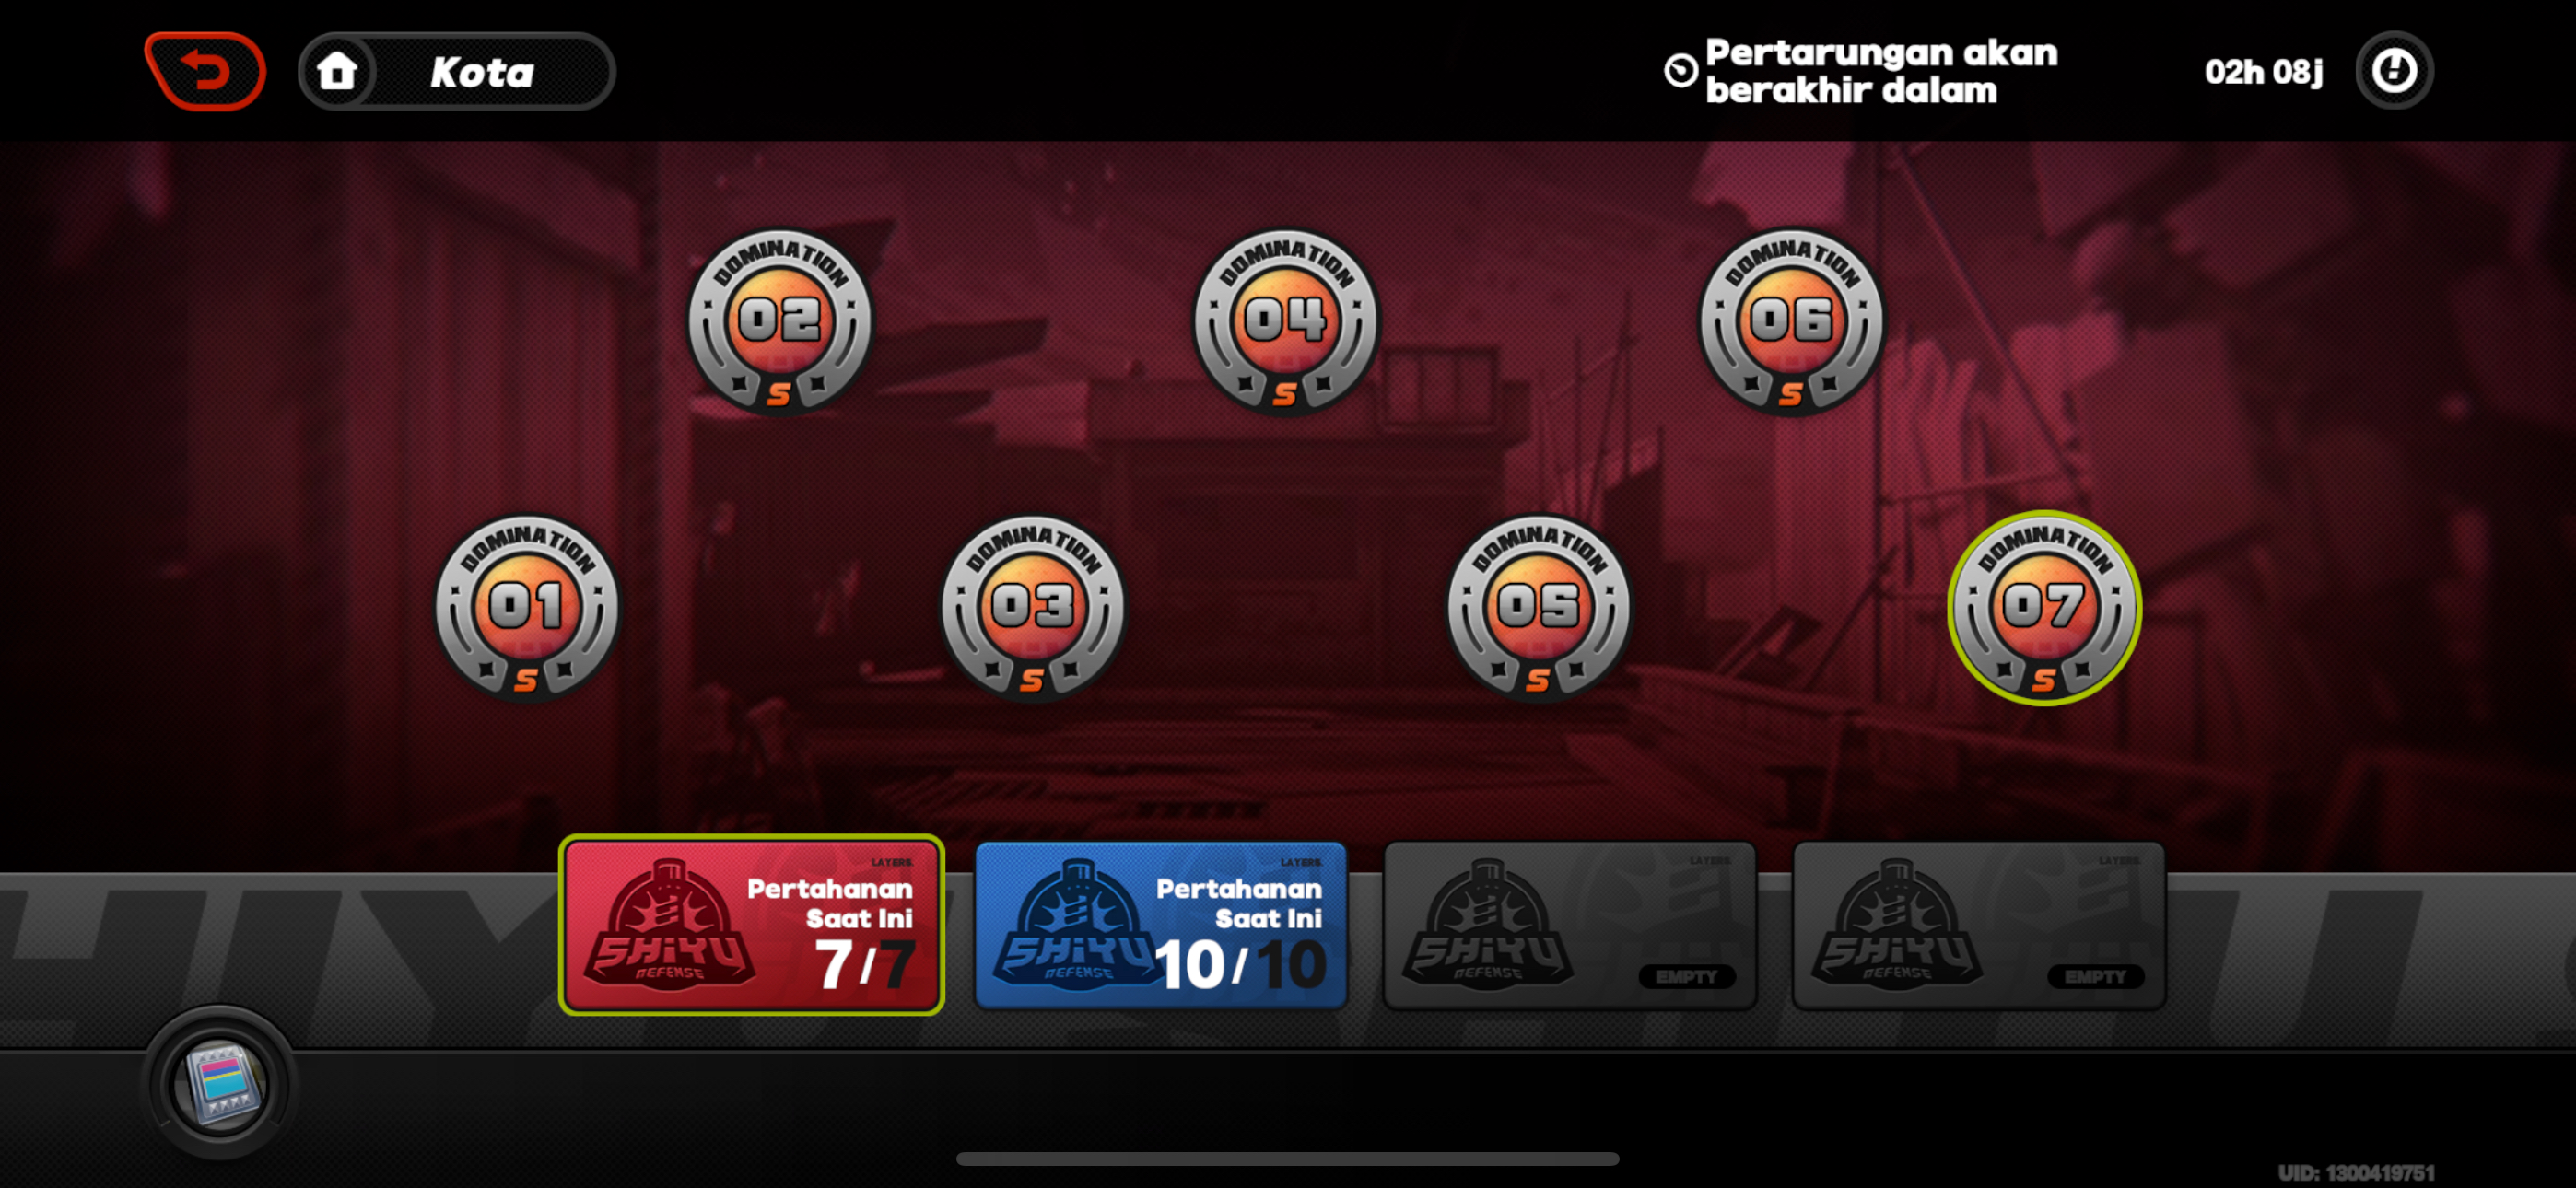 Kota
Pertarungan akan
berakhir dalam
02h 08j
DOMINATION
02
S
DOMINATION
04
S
DOMINATION
06
S
DOMINATION
01
S
DOMINATION
03
S
DOMINATION
05
S
DOMINATION
07
S
LAYERS
Pertahanan
Saat Ini
7/7
SHiYU
DEFENSE
LAYERS
Pertahanan
Saat Ini
10/10
SHiYU
DEFENSE
LAYERS
SHiYU
DEFENSE
EMPTY
LAYERS
SHiYU
DEFENSE
EMPTY
UID: 1300419751